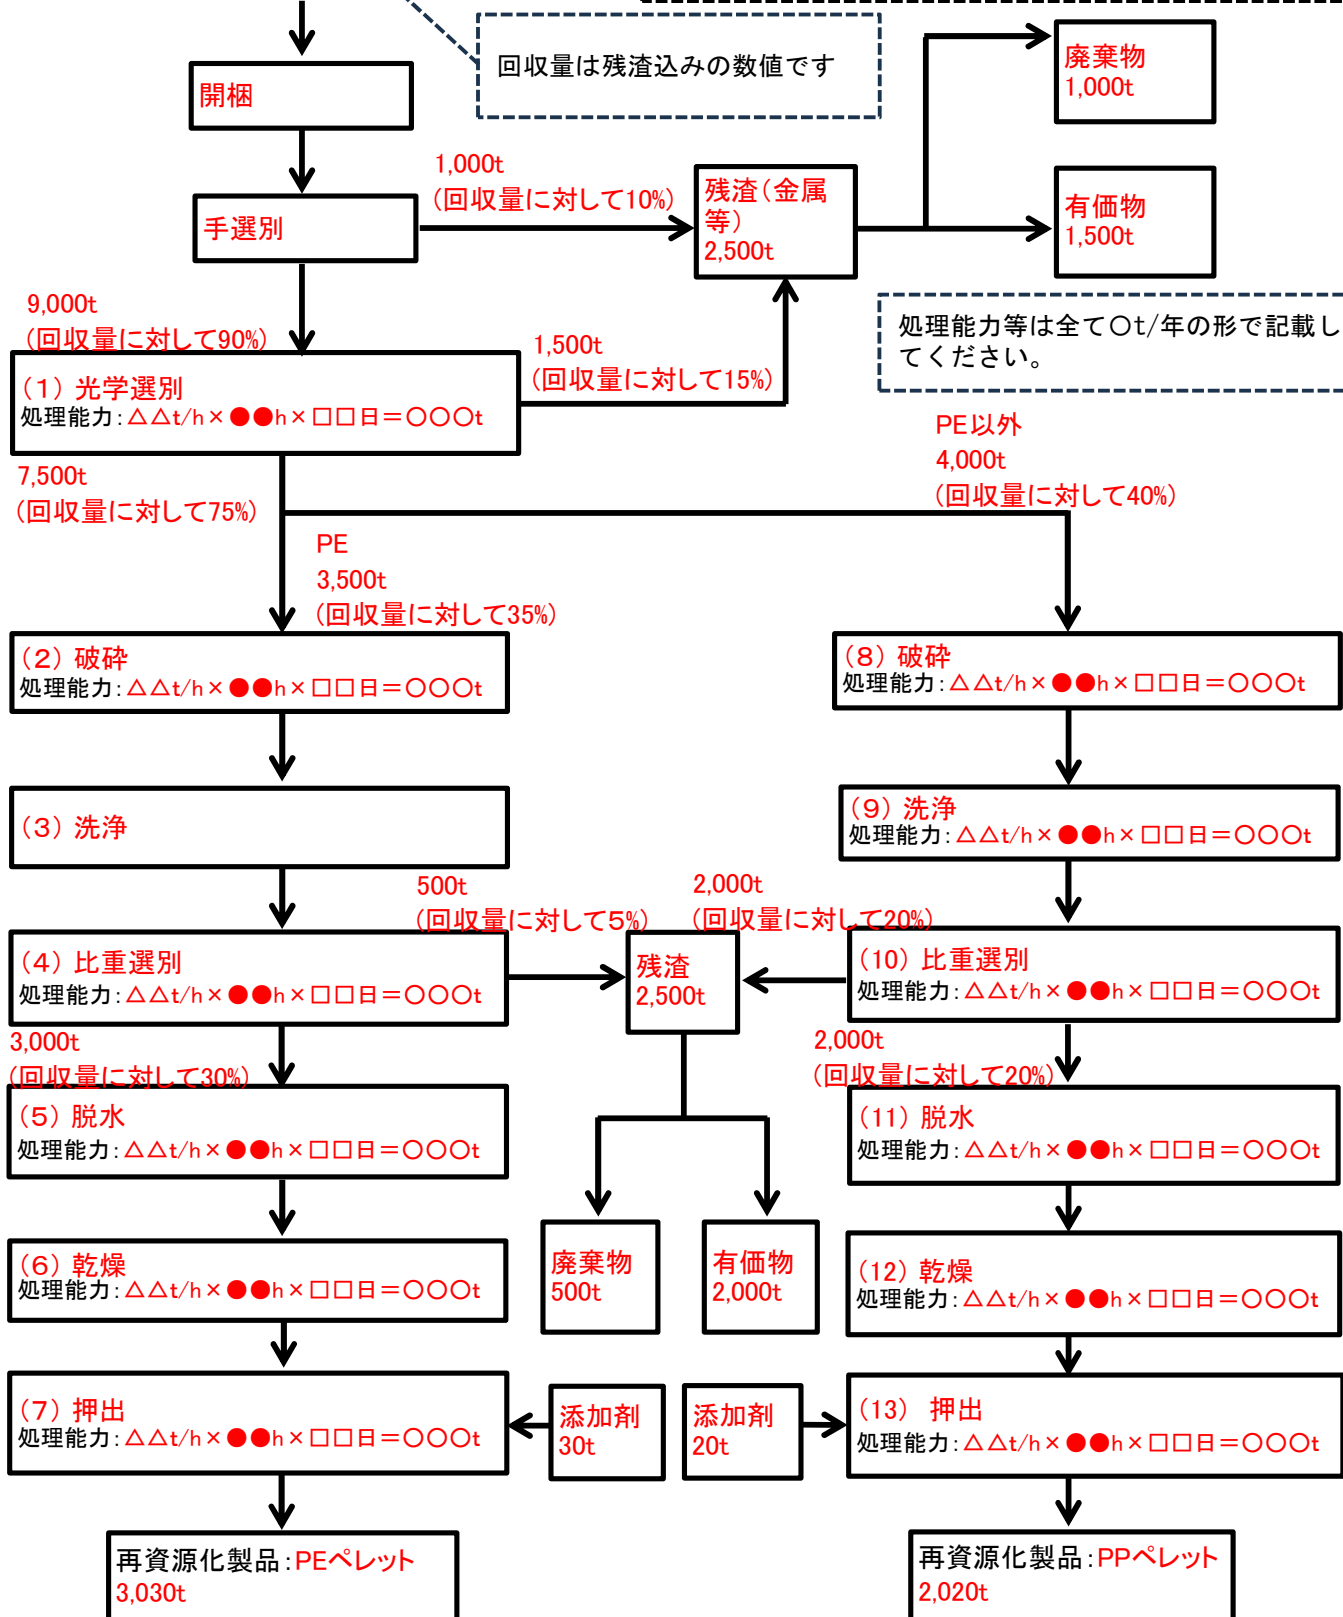 回収量は残渣込みの数値です
廃棄物
1,000t
開梱
1,000t
(回収量に対して10%)
残渣(金属
等)
2,500t
有価物
1,500t
手選別
9,000t
(回収量に対して90%)
1,500t
(回収量に対して15%)
処理能力等は全て〇t/年の形で記載し
てください。
(1) 光学選別
処理能力:△△t/h×●●h×□□日=〇〇〇t
7,500t
(回収量に対して75%)
PE以外
4,000t
(回収量に対して40%)
PE
3,500t
(回収量に対して35%)
(2) 破砕
処理能力:△△t/h×●●h×□□日=〇〇〇t
(8) 破砕
処理能力:△△t/h×●●h×□□日=〇〇〇t
(3) 洗浄
(9) 洗浄
処理能力:△△t/h×●●h×□□日=〇〇〇t
500t
(回収量に対して5%)
2,000t
(回収量に対して20%)
(4) 比重選別
処理能力:△△t/h×●●h×□□日=〇〇〇t
残渣
2,500t
(10) 比重選別
処理能力:△△t/h×●●h×□□日=〇〇〇t
3,000t
(回収量に対して30%)
2,000t
(回収量に対して20%)
(5) 脱水
処理能力:△△t/h×●●h×□□日=〇〇〇t
(11) 脱水
処理能力:△△t/h×●●h×□□日=〇〇〇t
(6) 乾燥
処理能力:△△t/h×●●h×□□日=〇〇〇t
廃棄物
500t
有価物
2,000t
(12) 乾燥
処理能力:△△t/h×●●h×□□日=〇〇〇t
(7) 押出
処理能力:△△t/h×●●h×□□日=〇〇〇t
添加剤
30t
添加剤
20t
(13) 押出
処理能力:△△t/h×●●h×□□日=〇〇〇t
再資源化製品:PEペレット
3,030t
再資源化製品:PPペレット
2,020t